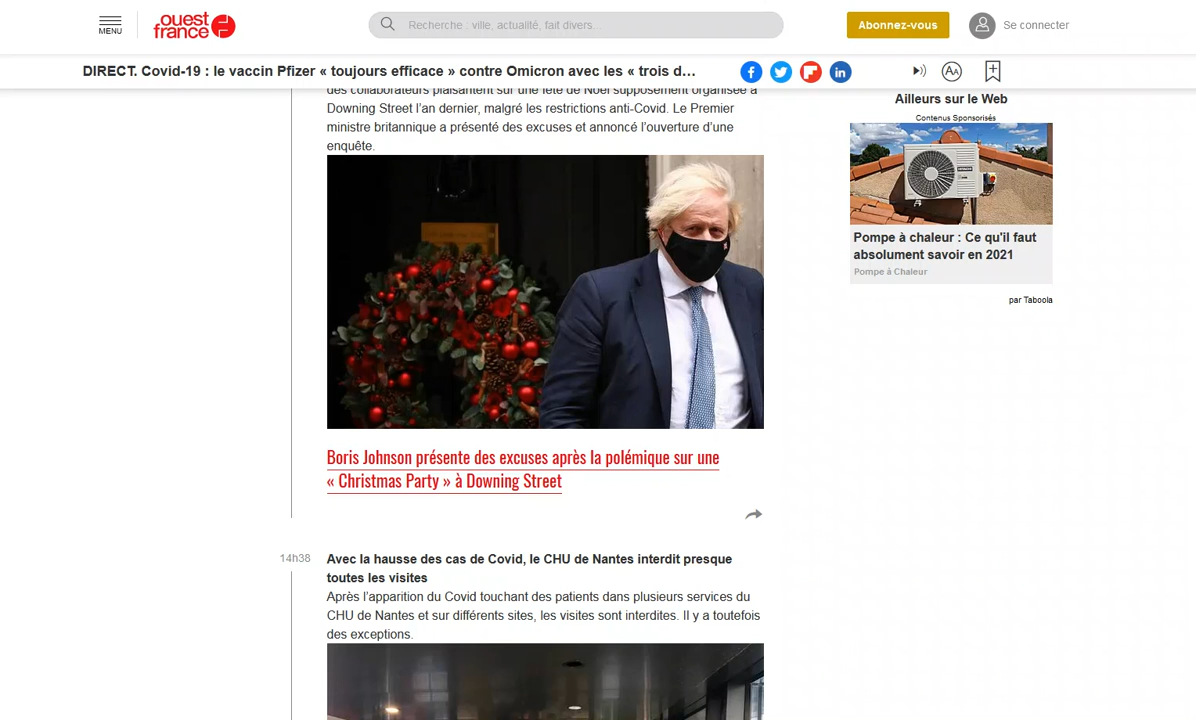 MENU
ouest
france
Recherche : ville, actualité, fait divers...
Abonnez-vous
Se connecter
DIRECT. Covid-19 : le vaccin Pfizer « toujours efficace » contre Omicron avec les « trois d…
AA
des collaborateurs plaisantent sur une fête de Noël supposément organisée à
Downing Street l’an dernier, malgré les restrictions anti-Covid. Le Premier
ministre britannique a présenté des excuses et annoncé l’ouverture d’une
enquête.
Boris Johnson présente des excuses après la polémique sur une
« Christmas Party » à Downing Street
14h38
Avec la hausse des cas de Covid, le CHU de Nantes interdit presque
toutes les visites
Après l’apparition du Covid touchant des patients dans plusieurs services du
CHU de Nantes et sur différents sites, les visites sont interdites. Il y a toutefois
des exceptions.
Ailleurs sur le Web
Contenus Sponsorisés
Pompe à chaleur : Ce qu'il faut
absolument savoir en 2021
Pompe à Chaleur
par Taboola